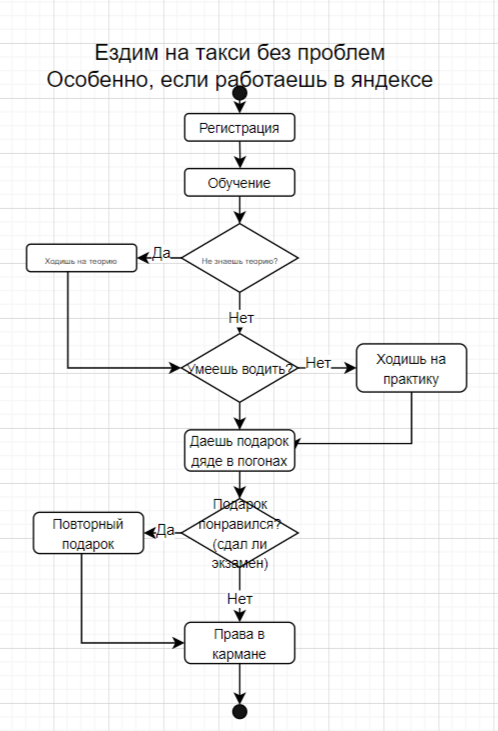 Ездим на такси без проблем
Особенно, если работаешь в яндексе
Регистрация
Обучение
Не знаешь теорию?
Да
Ходишь на теорию
Нет
Умеешь водить?
Нет
Ходишь на
практику
Даешь подарок
дяде в погонах
Подарок
понравился?
(сдал ли
экзамен)
Да
Повторный
подарок
Нет
Права в
кармане